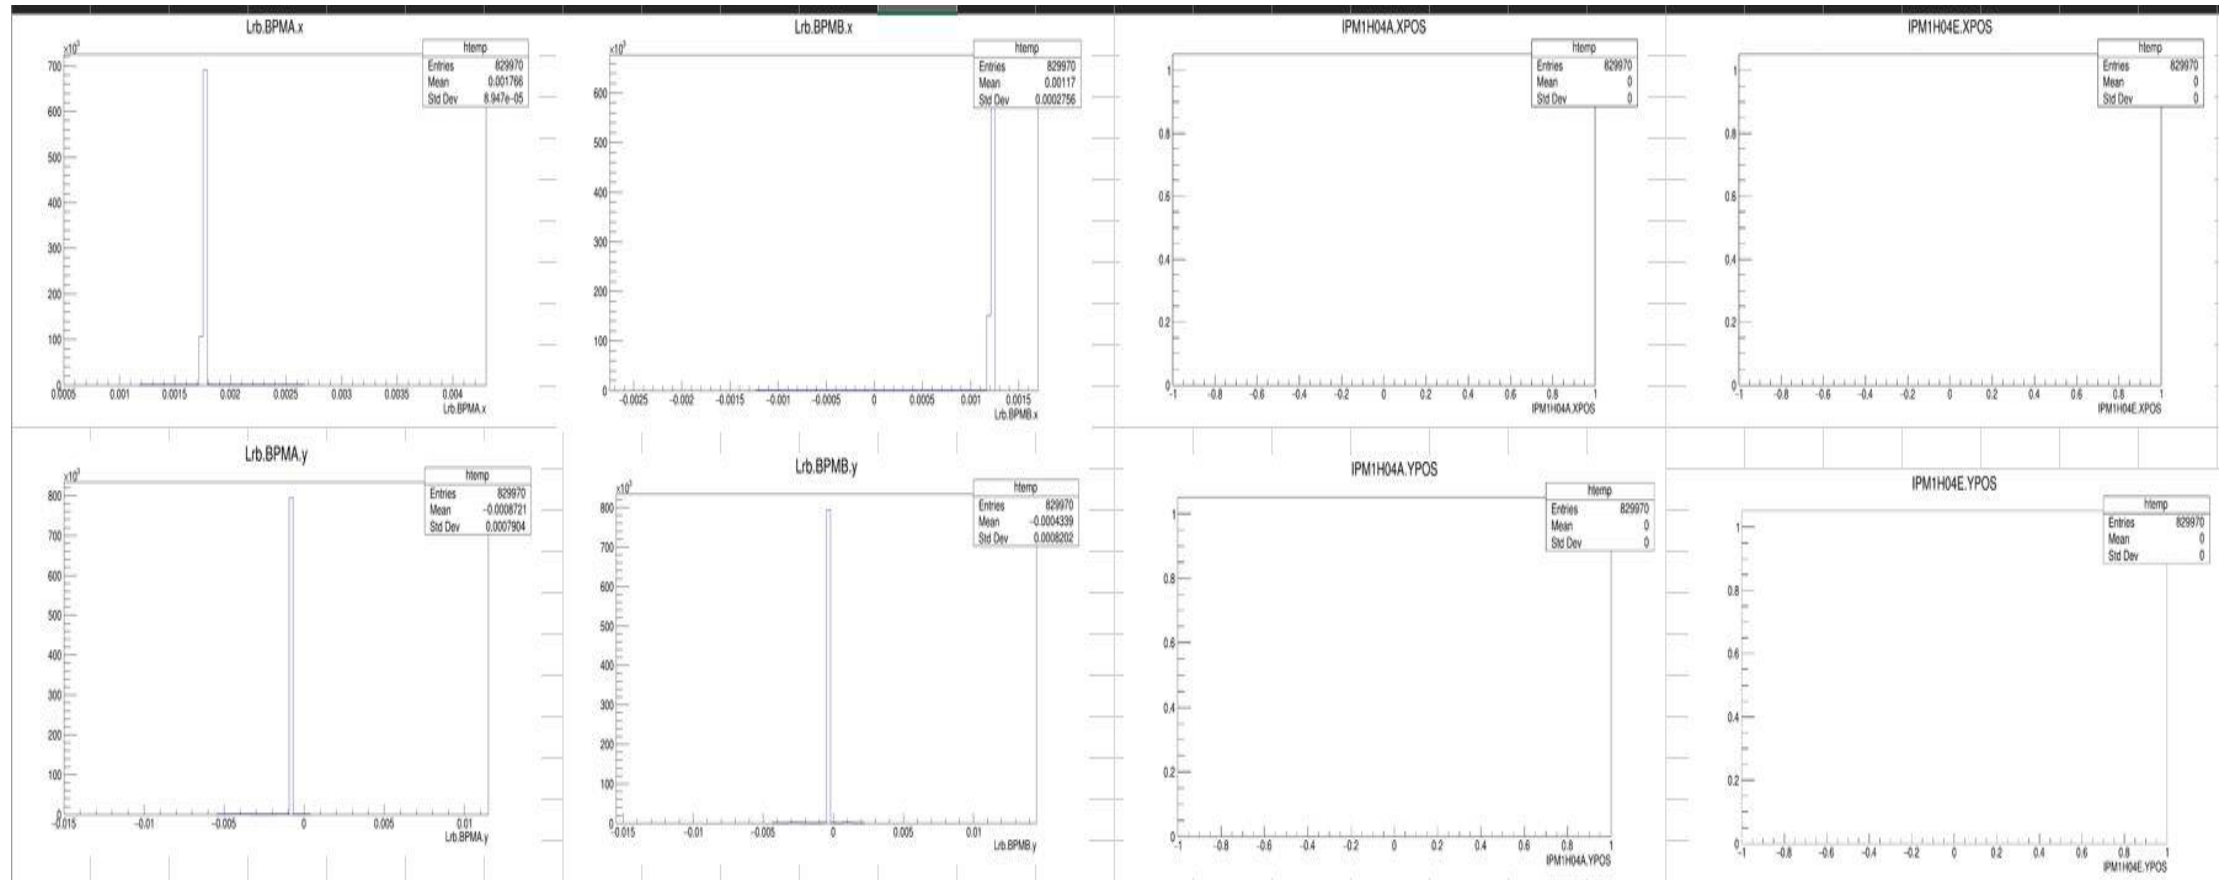 Lrb.BPMA.x
×10³
htemp
Entries 829970
Mean 0.001766
Std Dev 8.947e-05
700
600
500
400
300
200
100
0
0.0005 0.001 0.0015 0.002 0.0025 0.003 0.0035 0.004
Lrb.BPMA.x
Lrb.BPMB.x
×10³
htemp
Entries 829970
Mean 0.00117
Std Dev 0.0002756
600
500
400
300
200
100
0
-0.0025 -0.002 -0.0015 -0.001 -0.0005 0 0.0005 0.001 0.0015
Lrb.BPMB.x
IPM1H04A.XPOS
htemp
Entries 829970
Mean 0
Std Dev 0
1
0.8
0.6
0.4
0.2
0
-1 -0.8 -0.6 -0.4 -0.2 0 0.2 0.4 0.6 0.8 1
IPM1H04A.XPOS
IPM1H04E.XPOS
htemp
Entries 829970
Mean 0
Std Dev 0
1
0.8
0.6
0.4
0.2
0
-1 -0.8 -0.6 -0.4 -0.2 0 0.2 0.4 0.6 0.8 1
IPM1H04E.XPOS
Lrb.BPMA.y
×10³
htemp
Entries 829970
Mean -0.0008721
Std Dev 0.0007904
800
700
600
500
400
300
200
100
0
-0.015 -0.01 -0.005 0 0.005 0.01
Lrb.BPMA.y
Lrb.BPMB.y
×10³
htemp
Entries 829970
Mean -0.0004339
Std Dev 0.0008202
800
700
600
500
400
300
200
100
0
-0.015 -0.01 -0.005 0 0.005 0.01
Lrb.BPMB.y
IPM1H04A.YPOS
htemp
Entries 829970
Mean 0
Std Dev 0
1
0.8
0.6
0.4
0.2
0
-1 -0.8 -0.6 -0.4 -0.2 0 0.2 0.4 0.6 0.8 1
IPM1H04A.YPOS
IPM1H04E.YPOS
htemp
Entries 829970
Mean 0
Std Dev 0
1
0.8
0.6
0.4
0.2
0
-1 -0.8 -0.6 -0.4 -0.2 0 0.2 0.4 0.6 0.8 1
IPM1H04E.YPOS